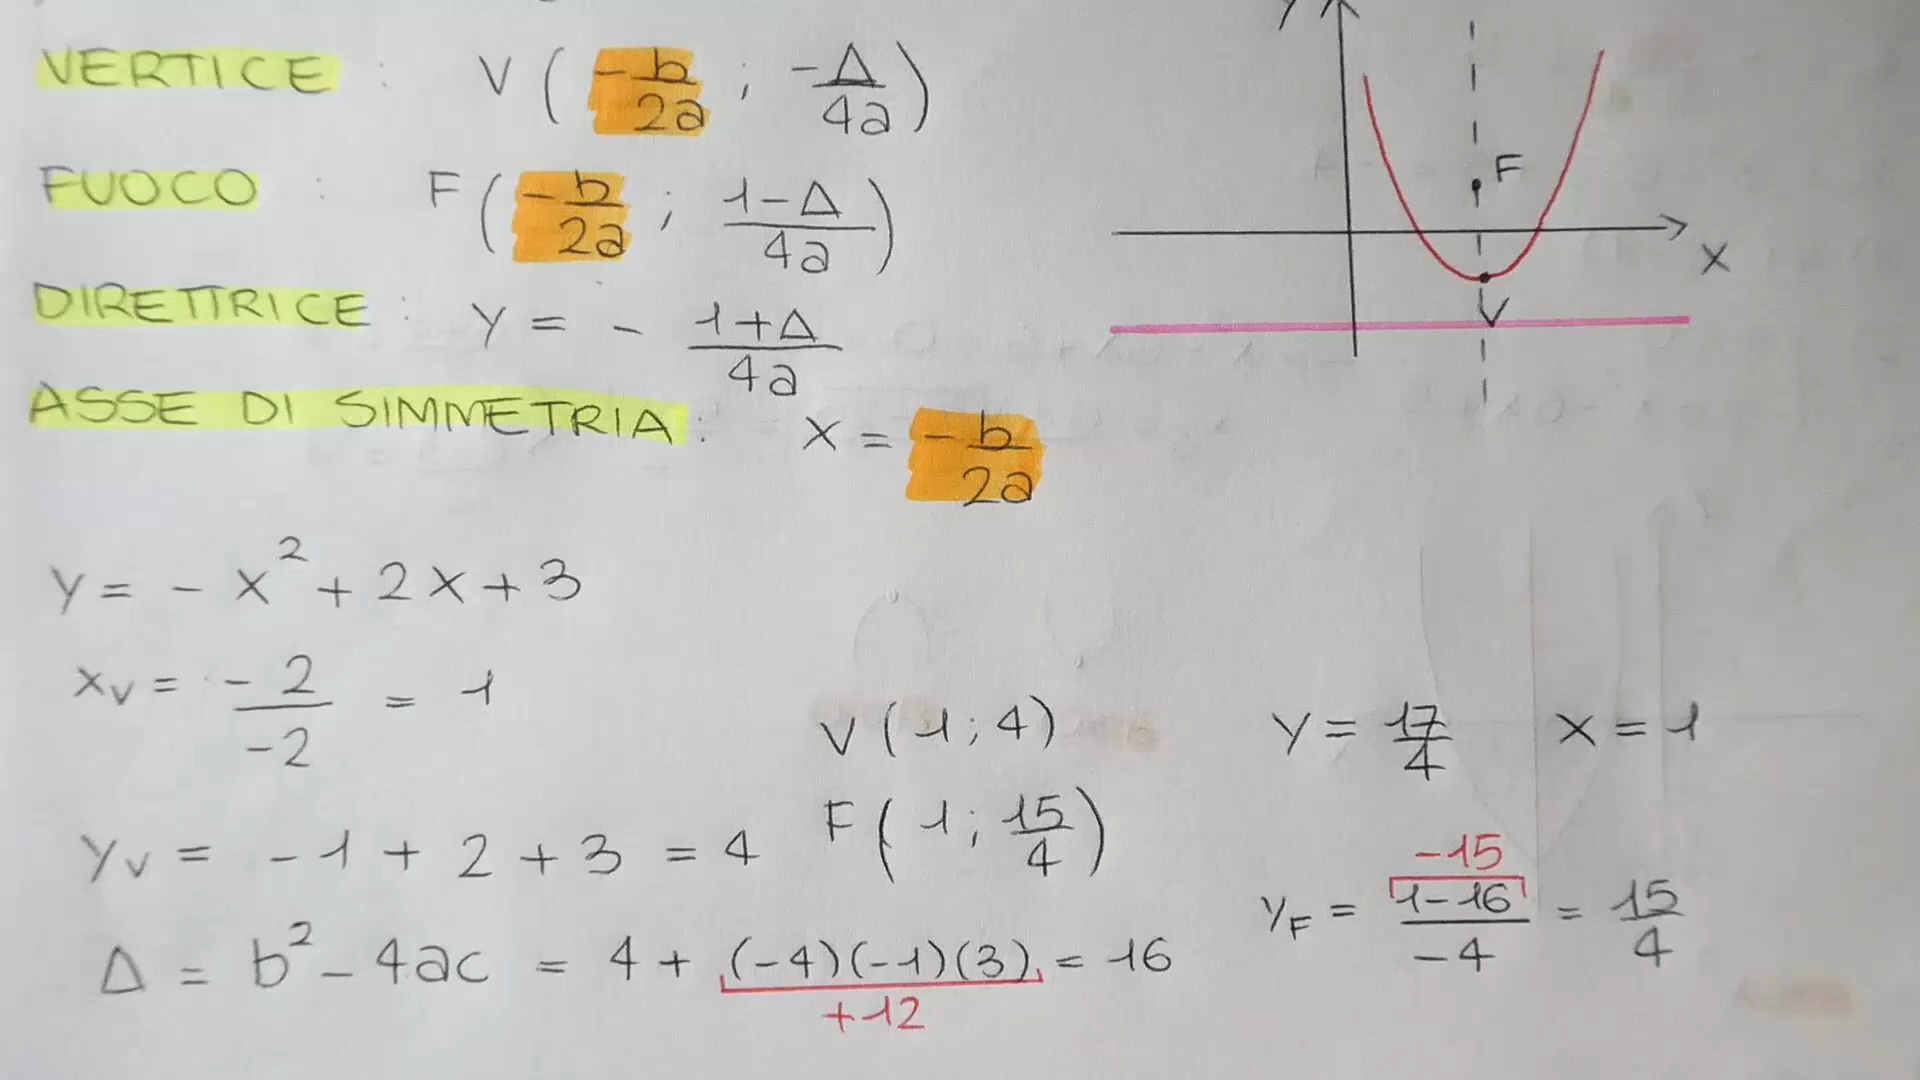 y
VERTICE : V ( -b/2a ; -Δ/4a )
FUOCO : F ( -b/2a ; 1-Δ/4a )
F
DIRETTRICE : y = - 1+Δ/4a
x
V
ASSE DI SIMMETRIA : x = -b/2a
y = - x² + 2x + 3
xv = -2/-2 = 1
V (1; 4)
y = 17/4 x = 1
yv = -1 + 2 + 3 = 4
F ( 1; 15/4 )
-15
yF = 1-16/-4 = 15/4
Δ = b² - 4ac = 4 + (-4)(-1)(3) = 16
+12